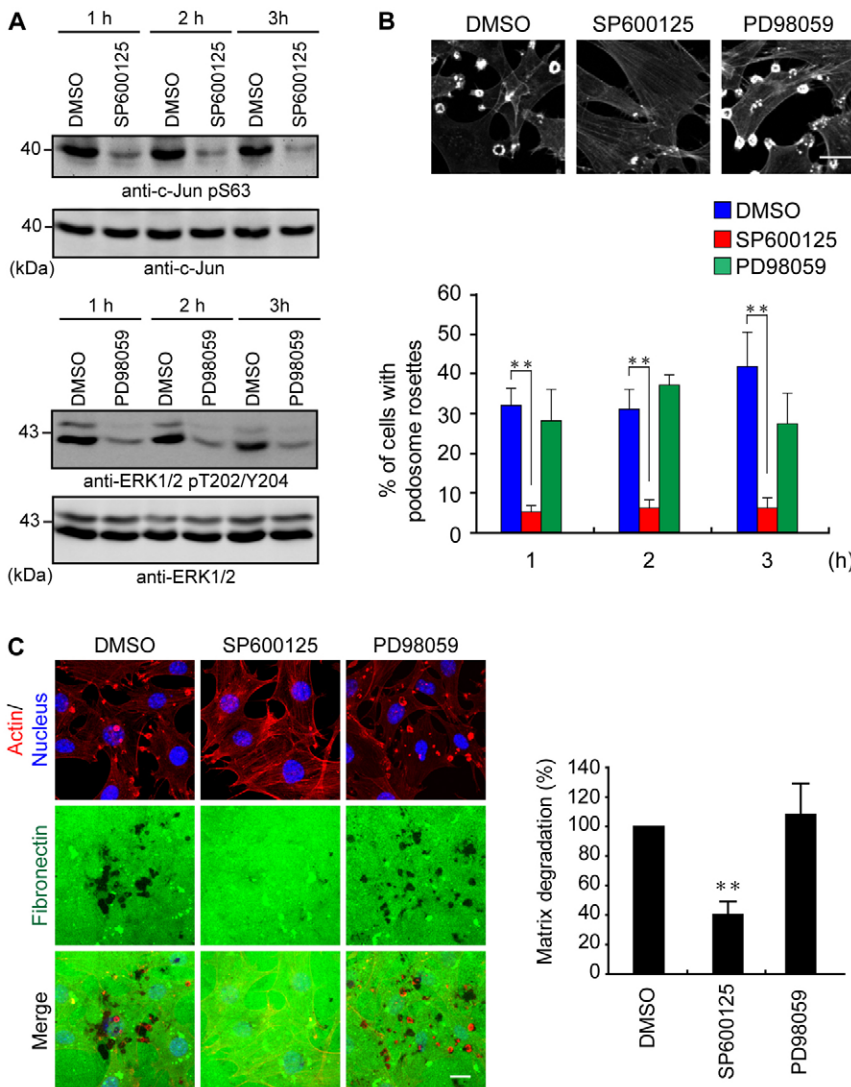 A
1 h 2 h 3h
DMSO SP600125 DMSO SP600125 DMSO SP600125
40
anti-c-Jun pS63
40
(kDa) anti-c-Jun
1 h 2 h 3h
DMSO PD98059 DMSO PD98059 DMSO PD98059
43
anti-ERK1/2 pT202/Y204
43
(kDa) anti-ERK1/2
B
DMSO SP600125 PD98059
DMSO
SP600125
PD98059
% of cells with
podosome rosettes
60
50
40
30
20
10
0
** ** **
1 2 3 (h)
C
DMSO SP600125 PD98059
Actin/
Nucleus
Fibronectin
Merge
Matrix degradation (%)
140
120
100
80
60
40
20
0
**
DMSO SP600125 PD98059